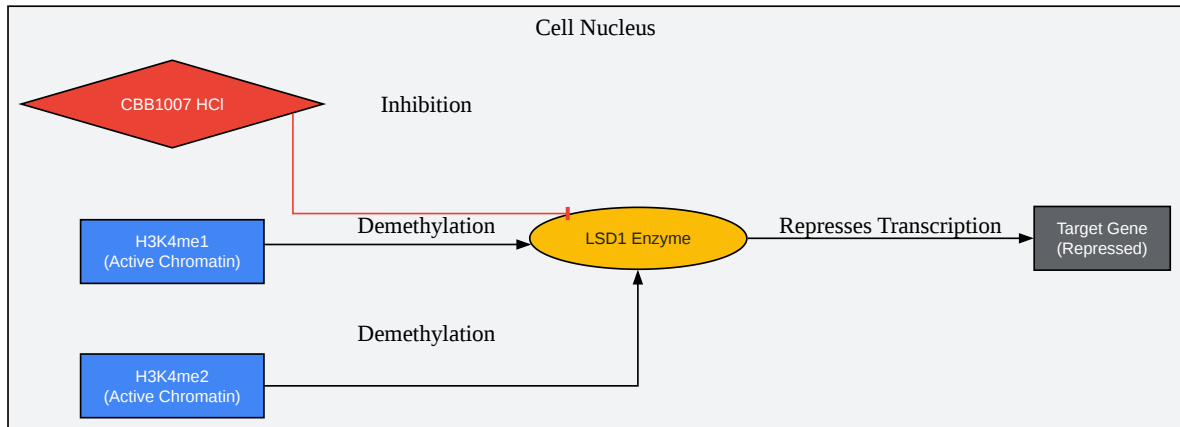 Cell Nucleus
CBB1007 HCl
Inhibition
Demethylation
H3K4me1
(Active Chromatin)
LSD1 Enzyme
Represses Transcription
Target Gene
(Repressed)
Demethylation
H3K4me2
(Active Chromatin)